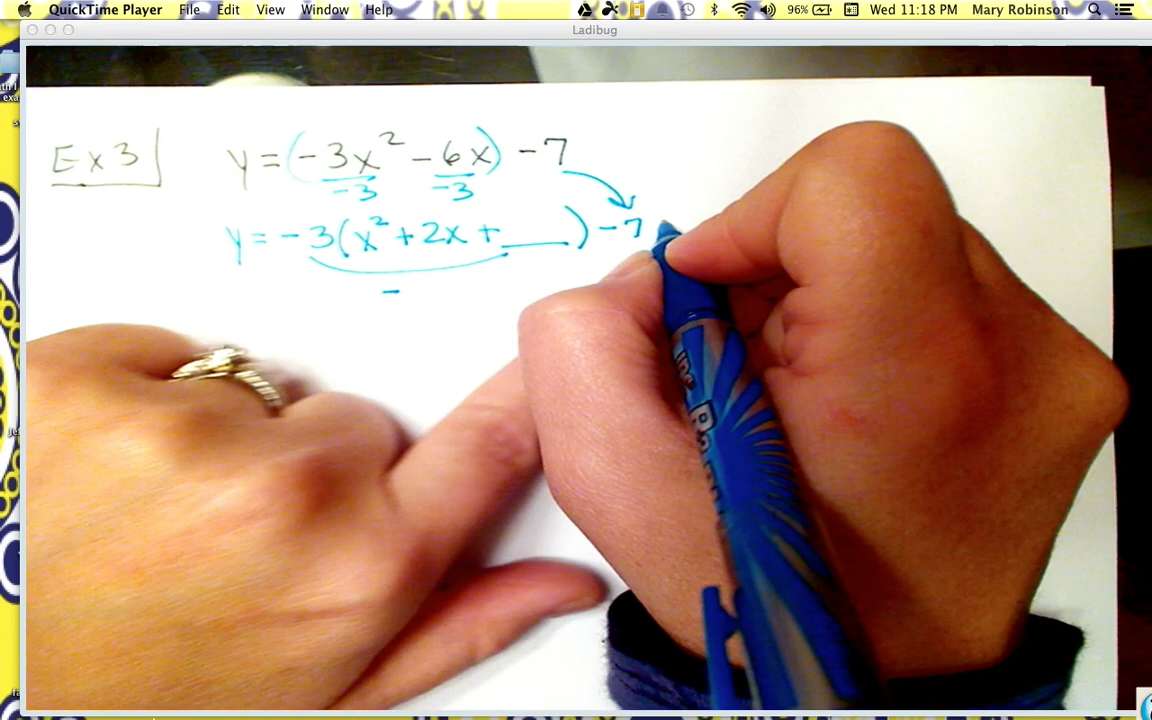 QuickTime Player File Edit View Window Help 96% Wed 11:18 PM Mary Robinson
Ladibug
Ex 3 y = (-3x² - 6x) - 7
-3 -3
y = -3(x² + 2x + ___) - 7
-